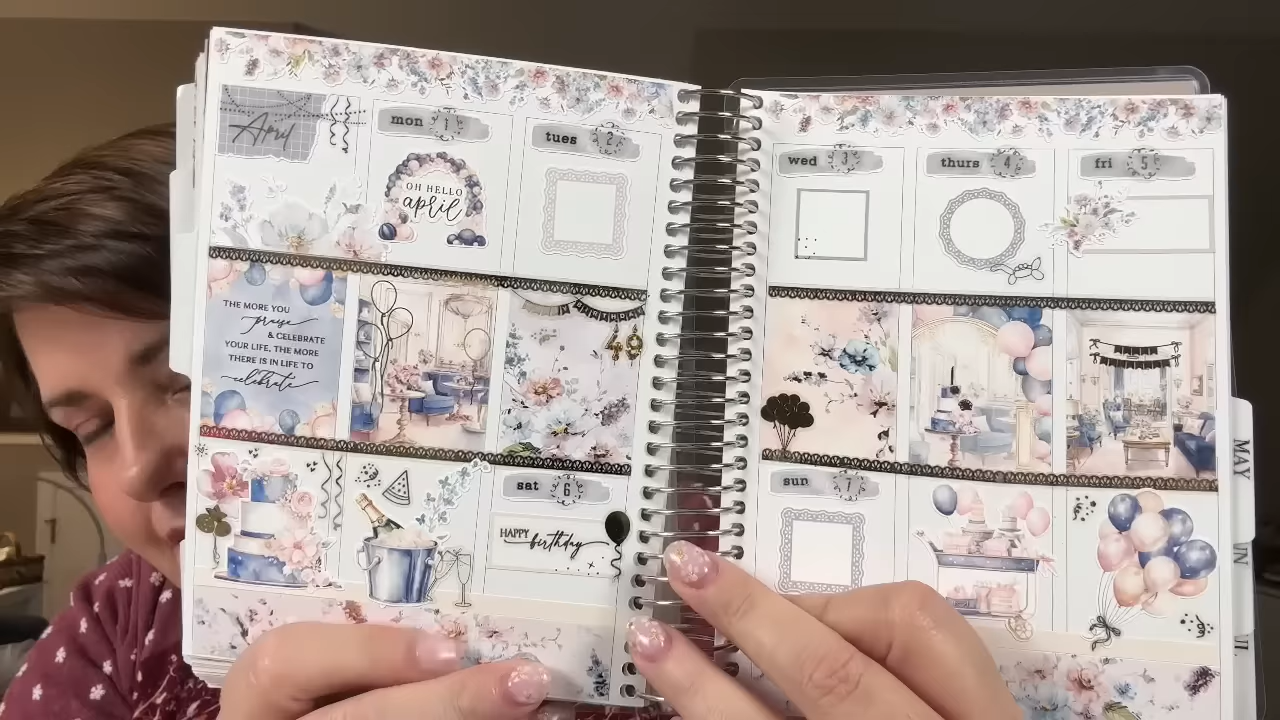 April
mon 1
tues 2
wed 3
thurs 4
fri 5
OH HELLO
april
THE MORE YOU
praise
& CELEBRATE
YOUR LIFE, THE MORE
THERE IS IN LIFE TO
celebrate
sat 6
HAPPY birthday
sun 7
MAY